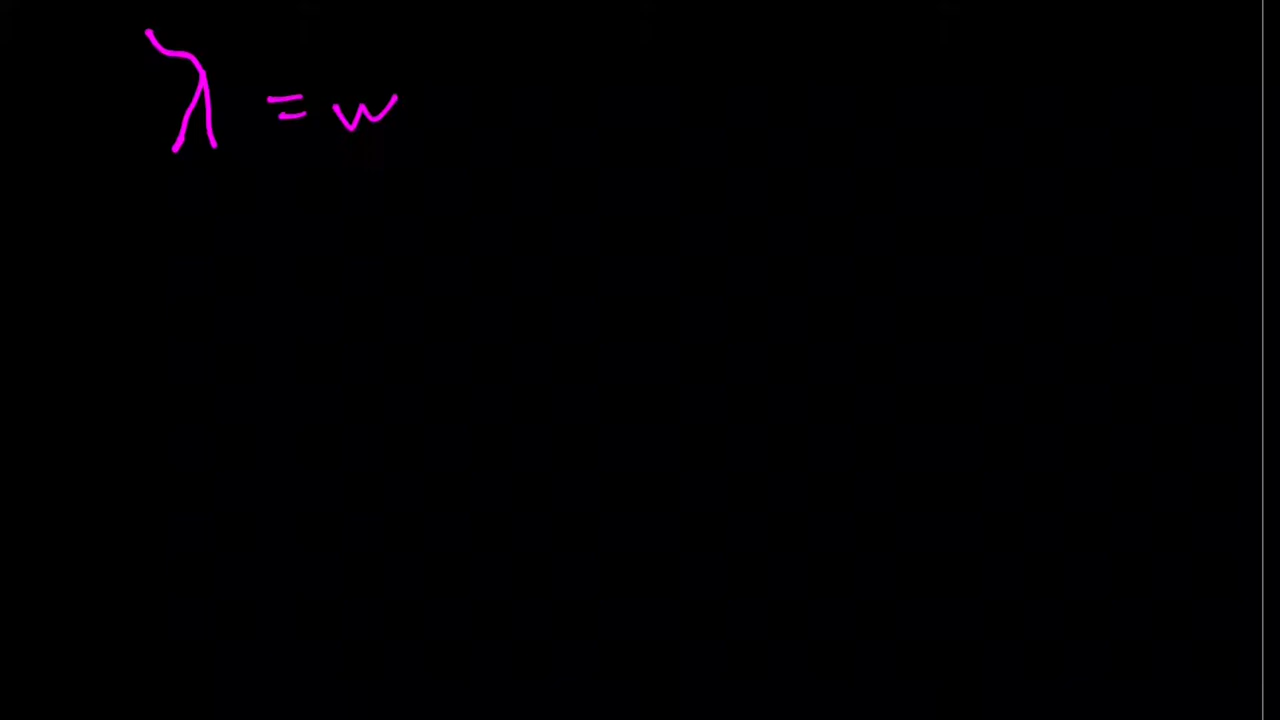 λ = w